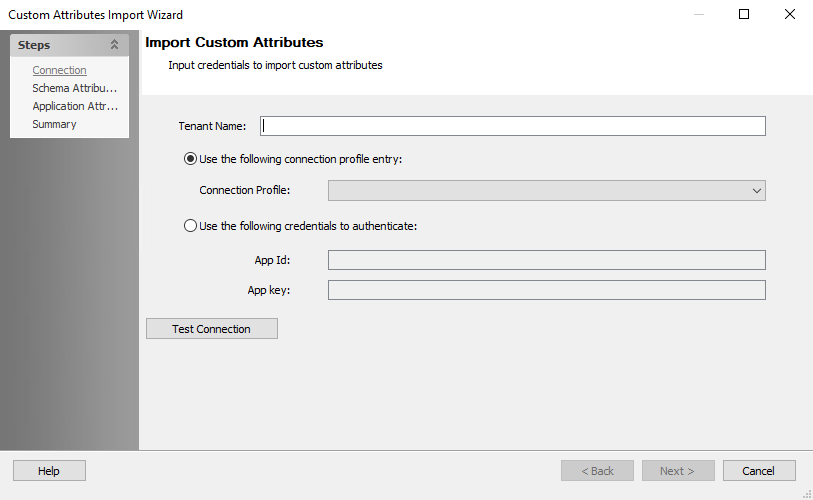 Custom Attributes Import Wizard
Steps
Connection
Schema Attribu...
Application Attr...
Summary
Import Custom Attributes
Input credentials to import custom attributes
Tenant Name:
Use the following connection profile entry:
Connection Profile:
Use the following credentials to authenticate:
App Id:
App key:
Test Connection
Help
< Back
Next >
Cancel